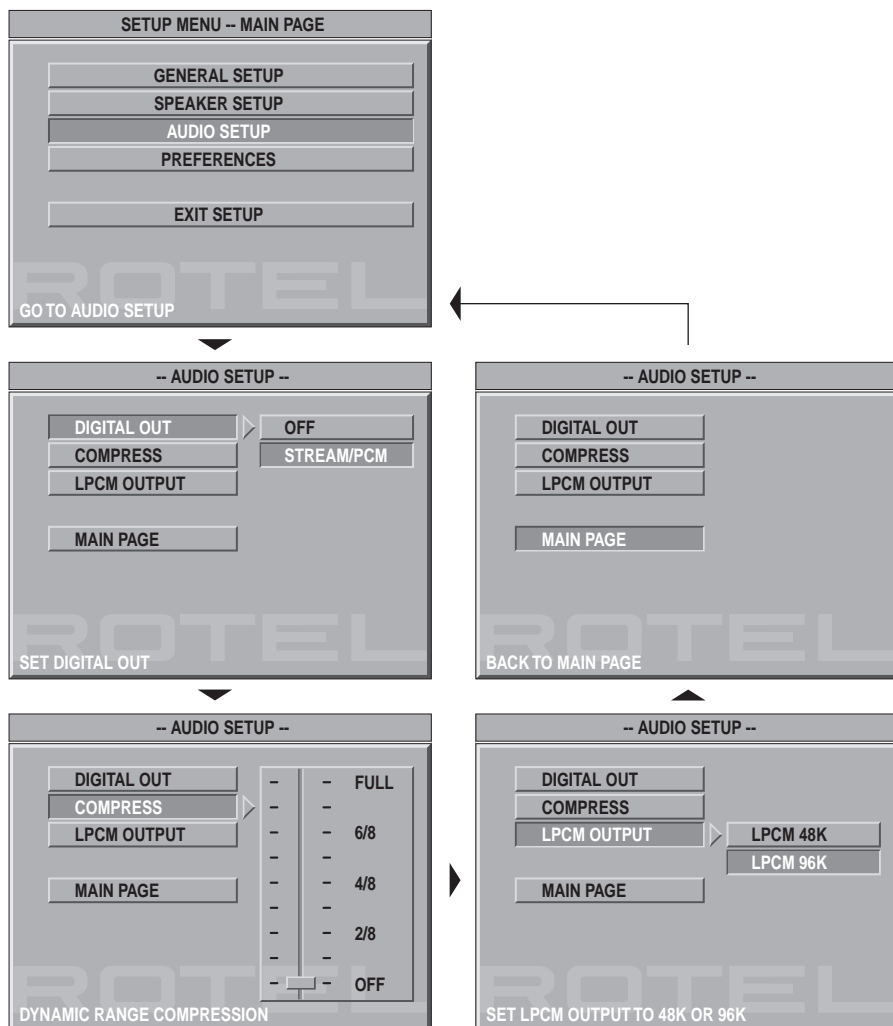 SETUP MENU -- MAIN PAGE
GENERAL SETUP
SPEAKER SETUP
AUDIO SETUP
PREFERENCES
EXIT SETUP
ROTEL
GO TO AUDIO SETUP
-- AUDIO SETUP --
DIGITAL OUT
OFF
COMPRESS
STREAM/PCM
LPCM OUTPUT
MAIN PAGE
ROTEL
SET DIGITAL OUT
-- AUDIO SETUP --
DIGITAL OUT
COMPRESS
LPCM OUTPUT
MAIN PAGE
ROTEL
BACK TO MAIN PAGE
-- AUDIO SETUP --
DIGITAL OUT
COMPRESS
LPCM OUTPUT
MAIN PAGE
- - FULL
- -
- - 6/8
- -
- - 4/8
- -
- - 2/8
- -
- - OFF
ROTEL
DYNAMIC RANGE COMPRESSION
-- AUDIO SETUP --
DIGITAL OUT
COMPRESS
LPCM OUTPUT
LPCM 48K
LPCM 96K
MAIN PAGE
ROTEL
SET LPCM OUTPUT TO 48K OR 96K